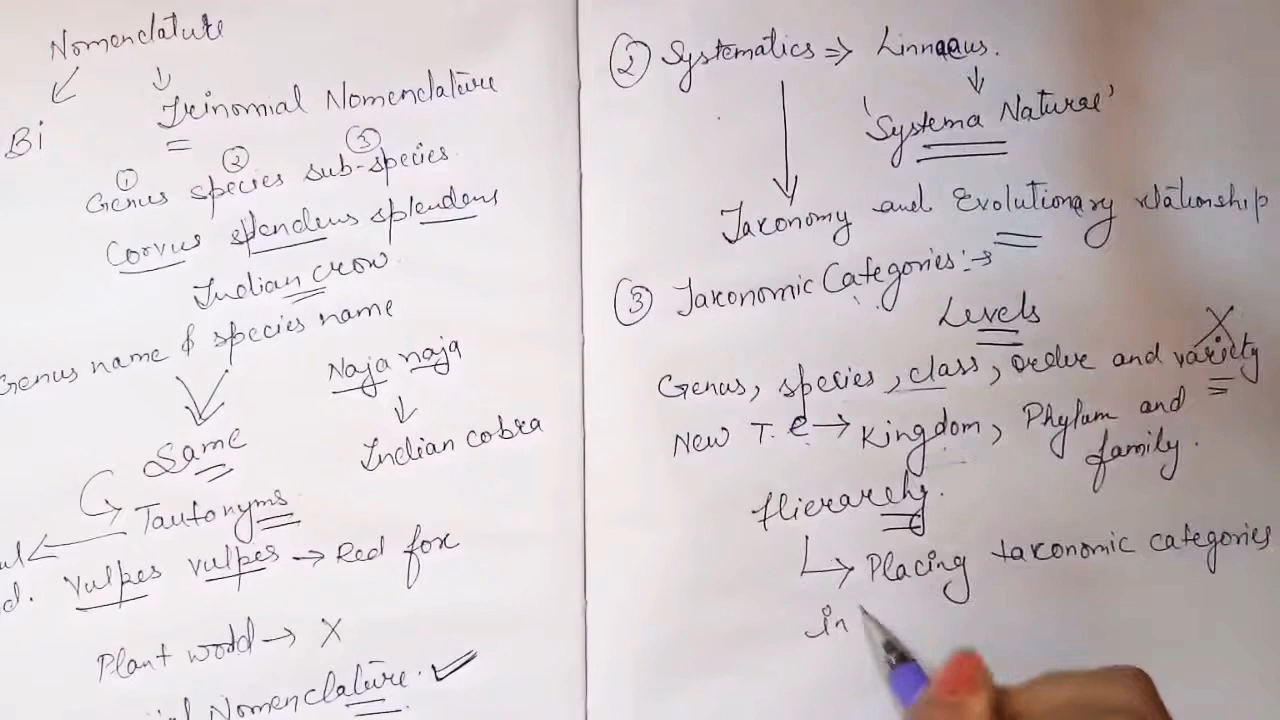 Nomenclature
Bi
Trinomial Nomenclature
① ② ③
Genus species sub-species
Corvus splendens splendens
Indian crow
Genus name & species name
Same
Naja naja
Indian cobra
Tautonyms
Vulpes vulpes → Red fox
Plant world → X
Nomenclature. ✓
② Systematics ⇒ Linnaeus.
'Systema Naturae'
Taxonomy and Evolutionary relationship
③ Taxonomic Categories :→
Levels
X
Genus, species, class, order and variety
New T. C → Kingdom, Phylum and
family.
Hierarchy.
↳ Placing taxonomic categories
in